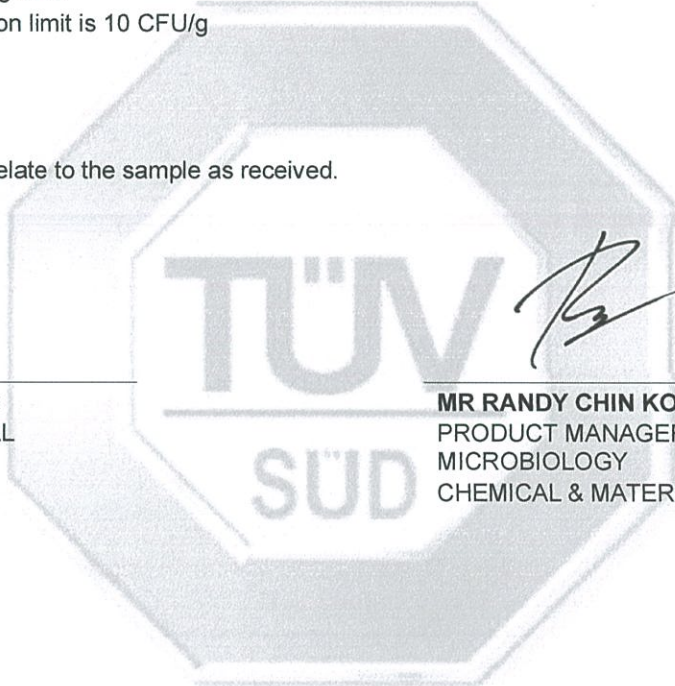 on limit is 10 CFU/g
elate to the sample as received.
TÜV
SÜD
L
MR RANDY CHIN KO
PRODUCT MANAGER
MICROBIOLOGY
CHEMICAL & MATER